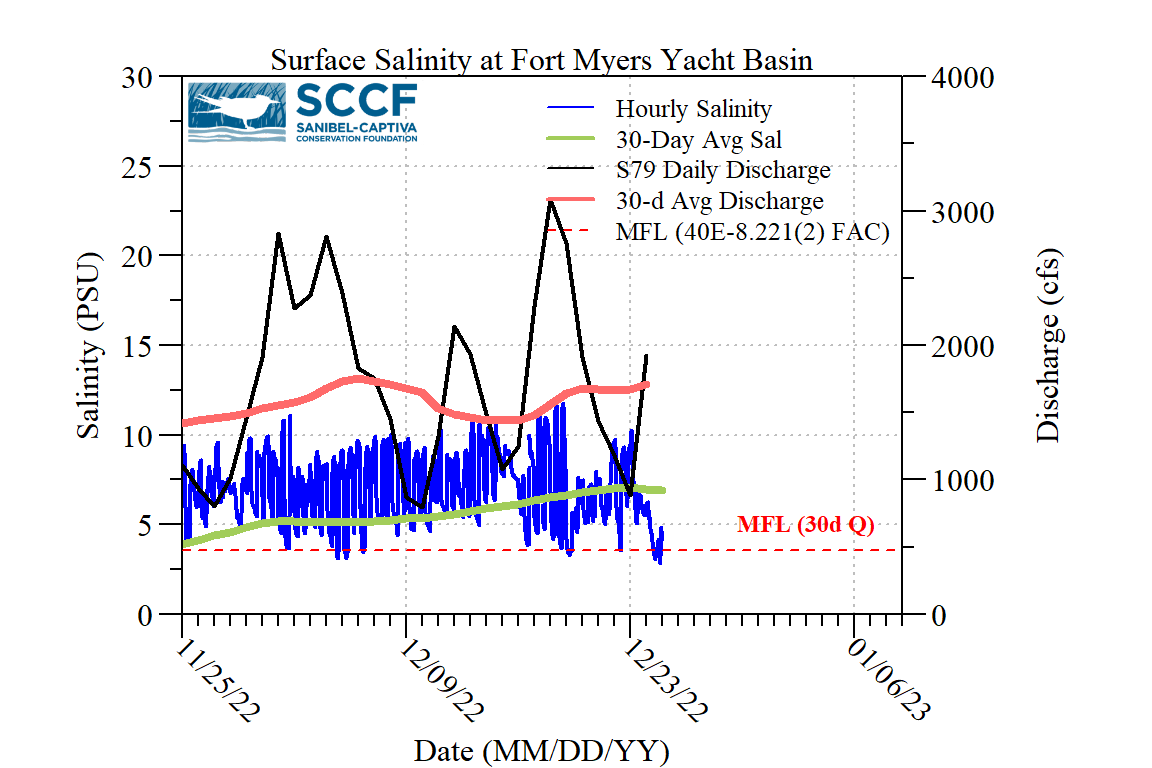 Surface Salinity at Fort Myers Yacht Basin
SCCF
SANIBEL-CAPTIVA
CONSERVATION FOUNDATION
Hourly Salinity
30-Day Avg Sal
S79 Daily Discharge
30-d Avg Discharge
MFL (40E-8.221(2) FAC)
30
25
20
15
10
5
0
Salinity (PSU)
4000
3000
2000
1000
0
Discharge (cfs)
MFL (30d Q)
11/25/22
12/09/22
12/23/22
01/06/23
Date (MM/DD/YY)